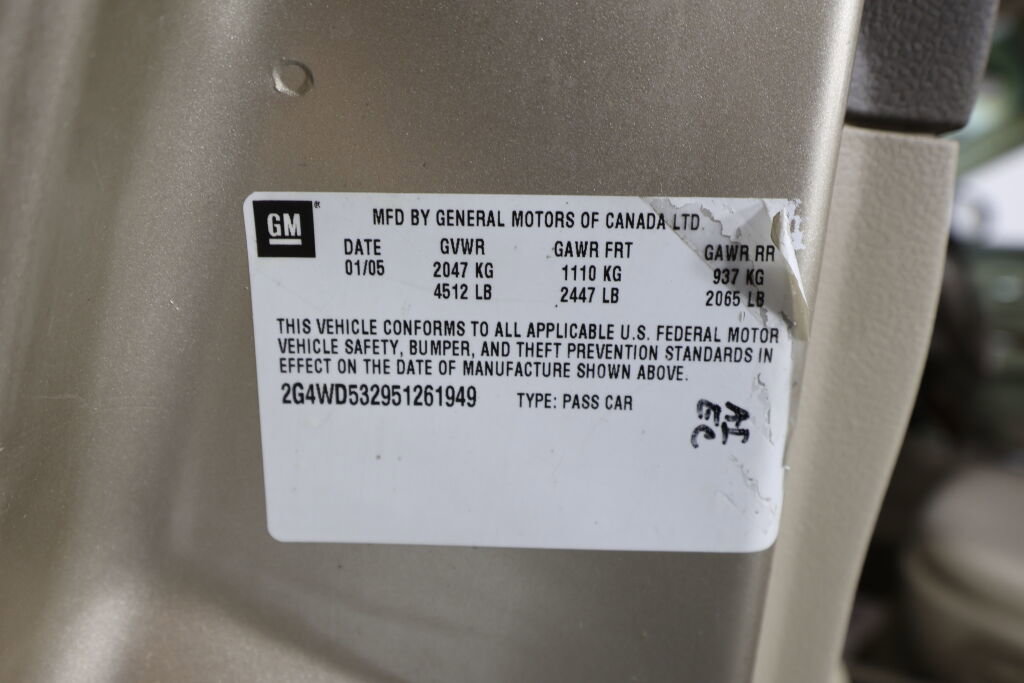 GM
MFD BY GENERAL MOTORS OF CANADA LTD
DATE GVWR GAWR FRT GAWR RR
01/05 2047 KG 1110 KG 937 KG
4512 LB 2447 LB 2065 LB
THIS VEHICLE CONFORMS TO ALL APPLICABLE U.S. FEDERAL MOTOR
VEHICLE SAFETY, BUMPER, AND THEFT PREVENTION STANDARDS IN
EFFECT ON THE DATE OF MANUFACTURE SHOWN ABOVE.
2G4WD532951261949 TYPE: PASS CAR